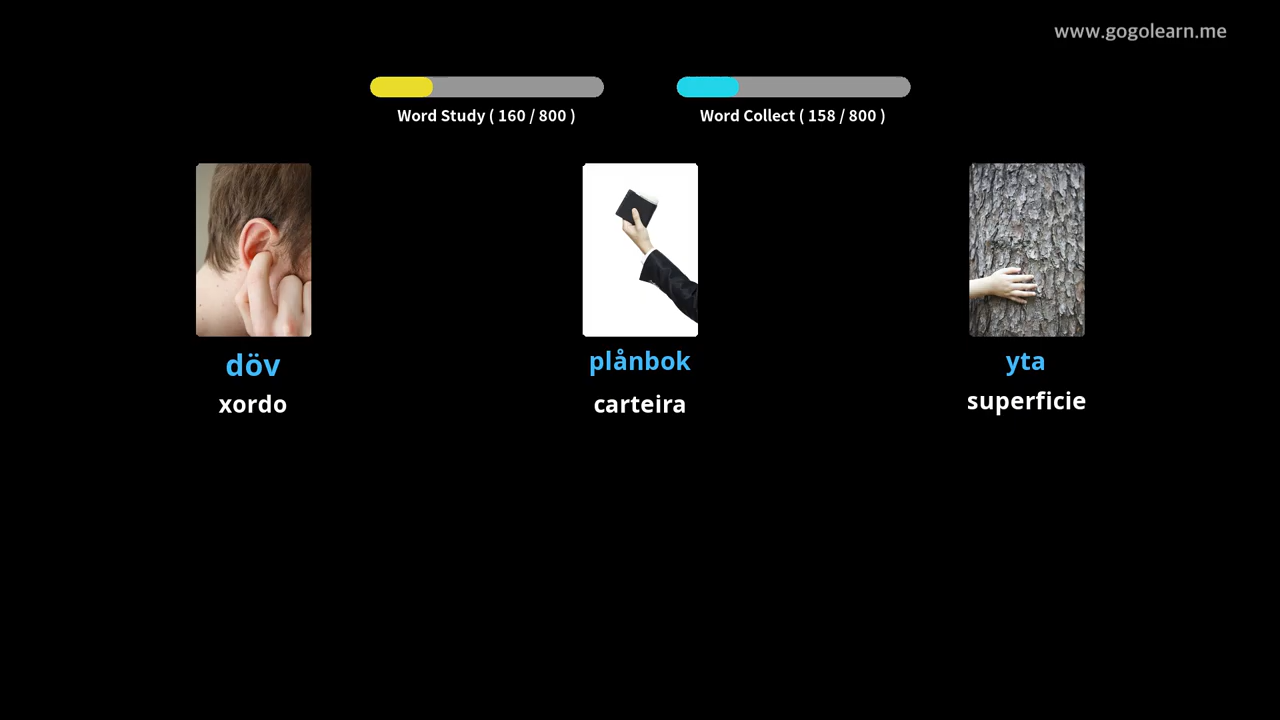 www.gogolearn.me
Word Study ( 160 / 800 )
Word Collect ( 158 / 800 )
döv
plånbok
yta
xordo
carteira
superficie